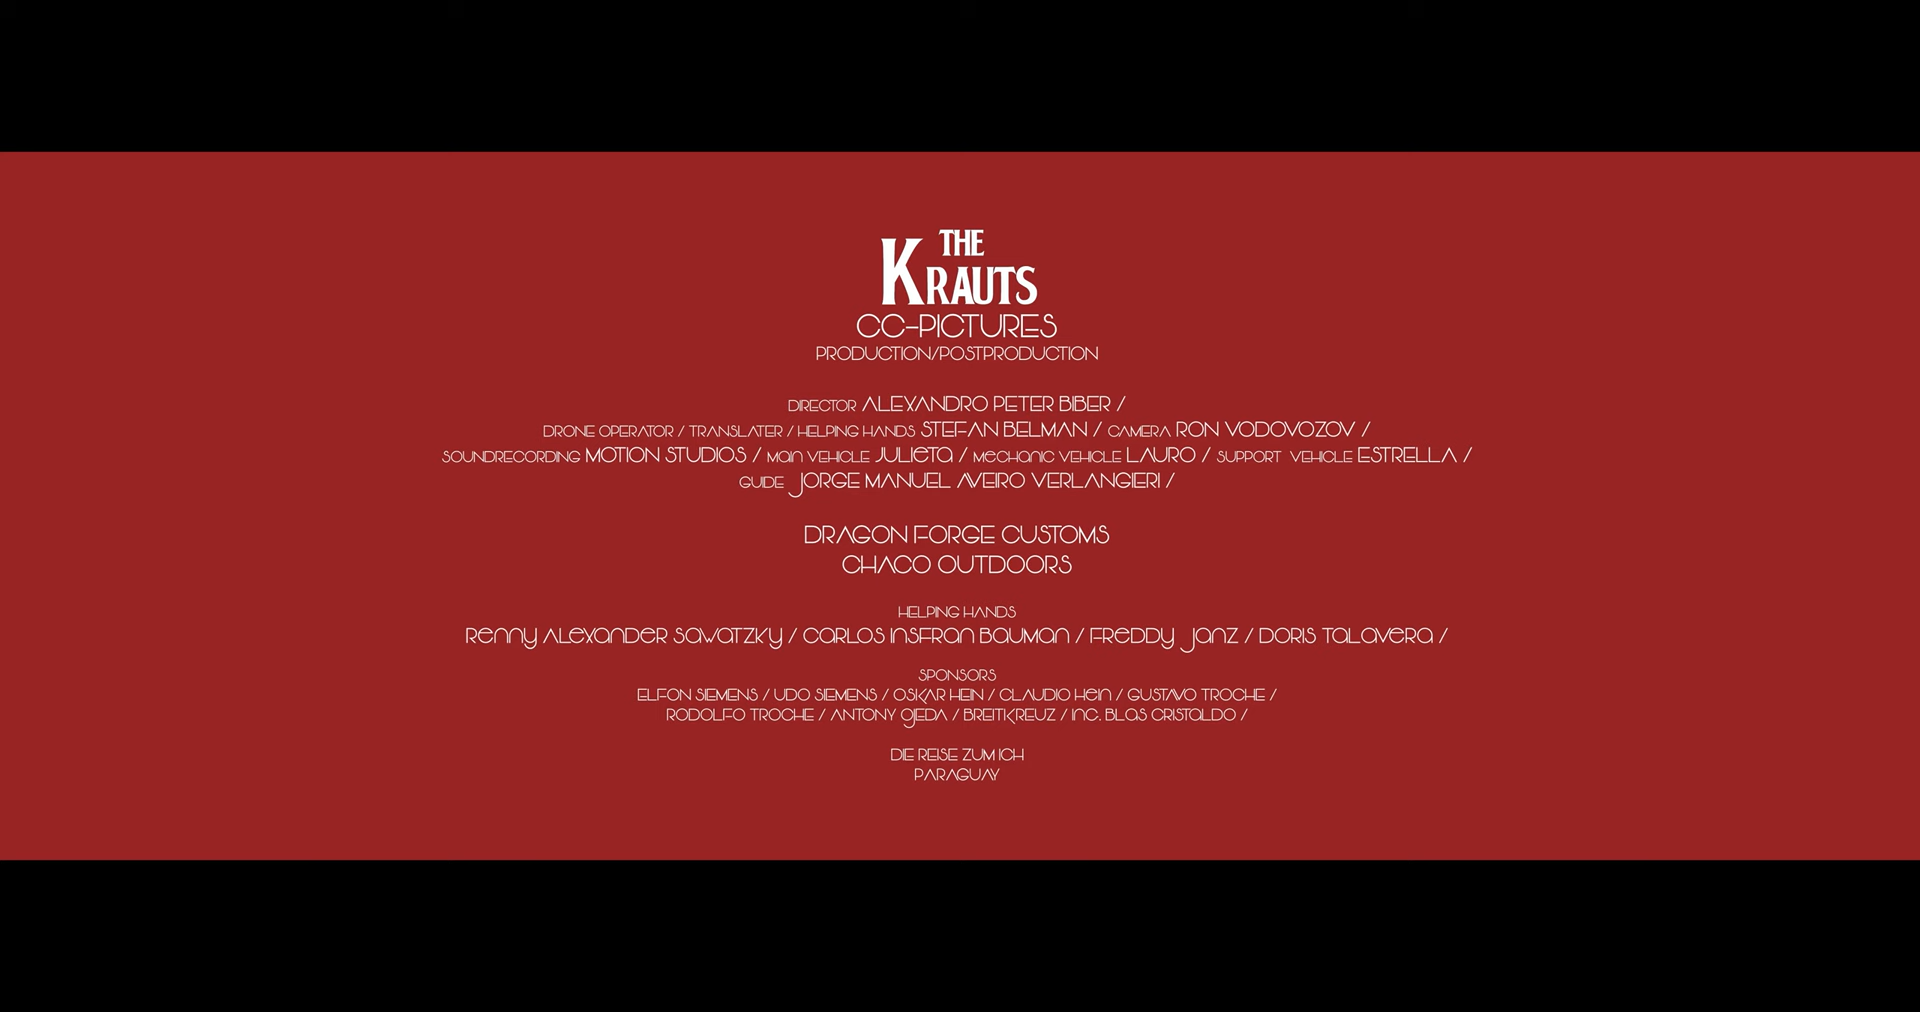 THE
KRAUTS
CC-PICTURES
PRODUCTION/POSTPRODUCTION
DIRECTOR ALEXANDRO PETER BIBER /
DRONE OPERATOR / TRANSLATER / HELPING HANDS STEFAN BELMAN / CAMERA RON VODOVOZOV /
SOUNDRECORDING MOTION STUDIOS / MAIN VEHICLE JULIETA / MECHANIC VEHICLE LAURO / SUPPORT VEHICLE ESTRELLA /
GUIDE JORGE MANUEL AVEIRO VERLANGIERI /
DRAGON FORGE CUSTOMS
CHACO OUTDOORS
HELPING HANDS
RENNY ALEXANDER SAWATZKY / CARLOS INSFRAN BAUMAN / FREDDY JANZ / DORIS TALAVERA /
SPONSORS
ELFON SIEMENS / UDO SIEMENS / OSKAR HEIN / CLAUDIO HEIN / GUSTAVO TROCHE /
RODOLFO TROCHE / ANTONY OJEDA / BREITKREUZ / INC. BLAS CRISTALDO /
DIE REISE ZUM ICH
PARAGUAY